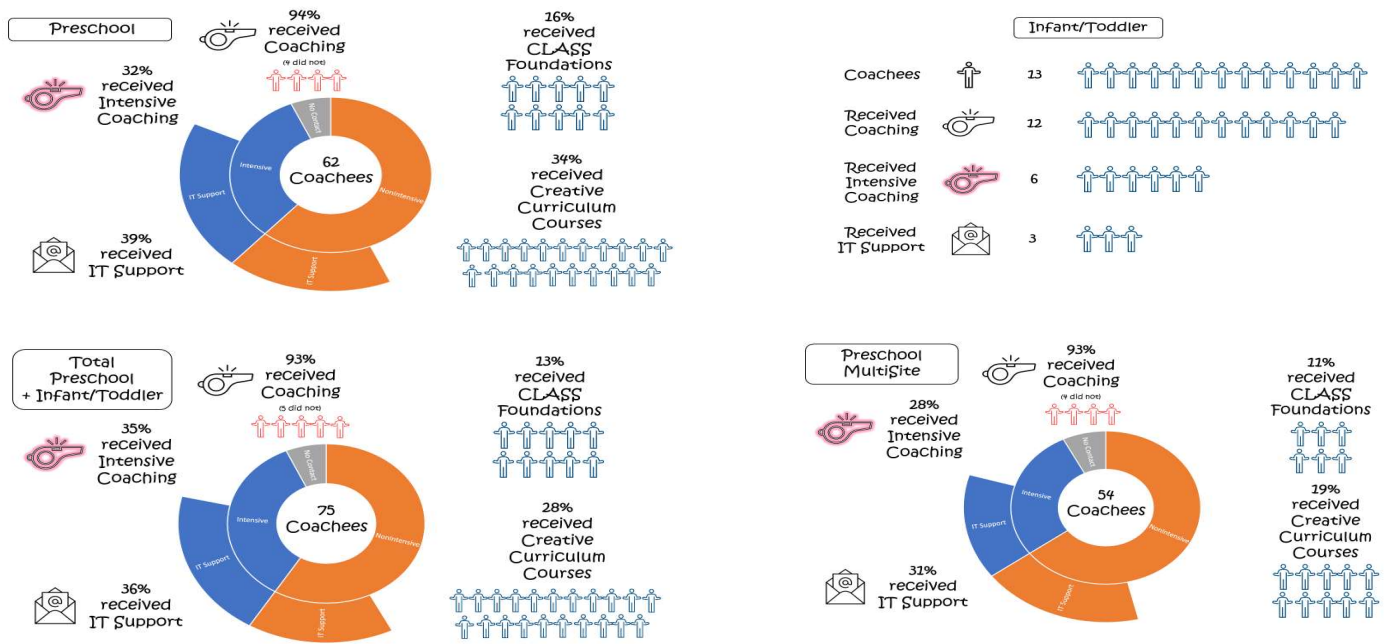 Preschool
94%
received
Coaching
(4 did not)
32%
received
Intensive
Coaching
39%
received
IT Support
No Contact
Intensive
IT Support
62
Coachees
Nonintensive
IT Support
16%
received
CLASS
Foundations
34%
received
Creative
Curriculum
Courses
Infant/Toddler
Coachees
13
Received
Coaching
12
Received
Intensive
Coaching
6
Received
IT Support
3
@
Total
Preschool
+ Infant/Toddler
93%
received
Coaching
(5 did not)
35%
received
Intensive
Coaching
36%
received
IT Support
@
No Contact
Intensive
IT Support
75
Coachees
Nonintensive
IT Support
13%
received
CLASS
Foundations
28%
received
Creative
Curriculum
Courses
Preschool
MultiSite
93%
received
Coaching
(4 did not)
28%
received
Intensive
Coaching
31%
received
IT Support
@
No Contact
Intensive
IT Support
54
Coachees
Nonintensive
IT Support
11%
received
CLASS
Foundations
19%
received
Creative
Curriculum
Courses